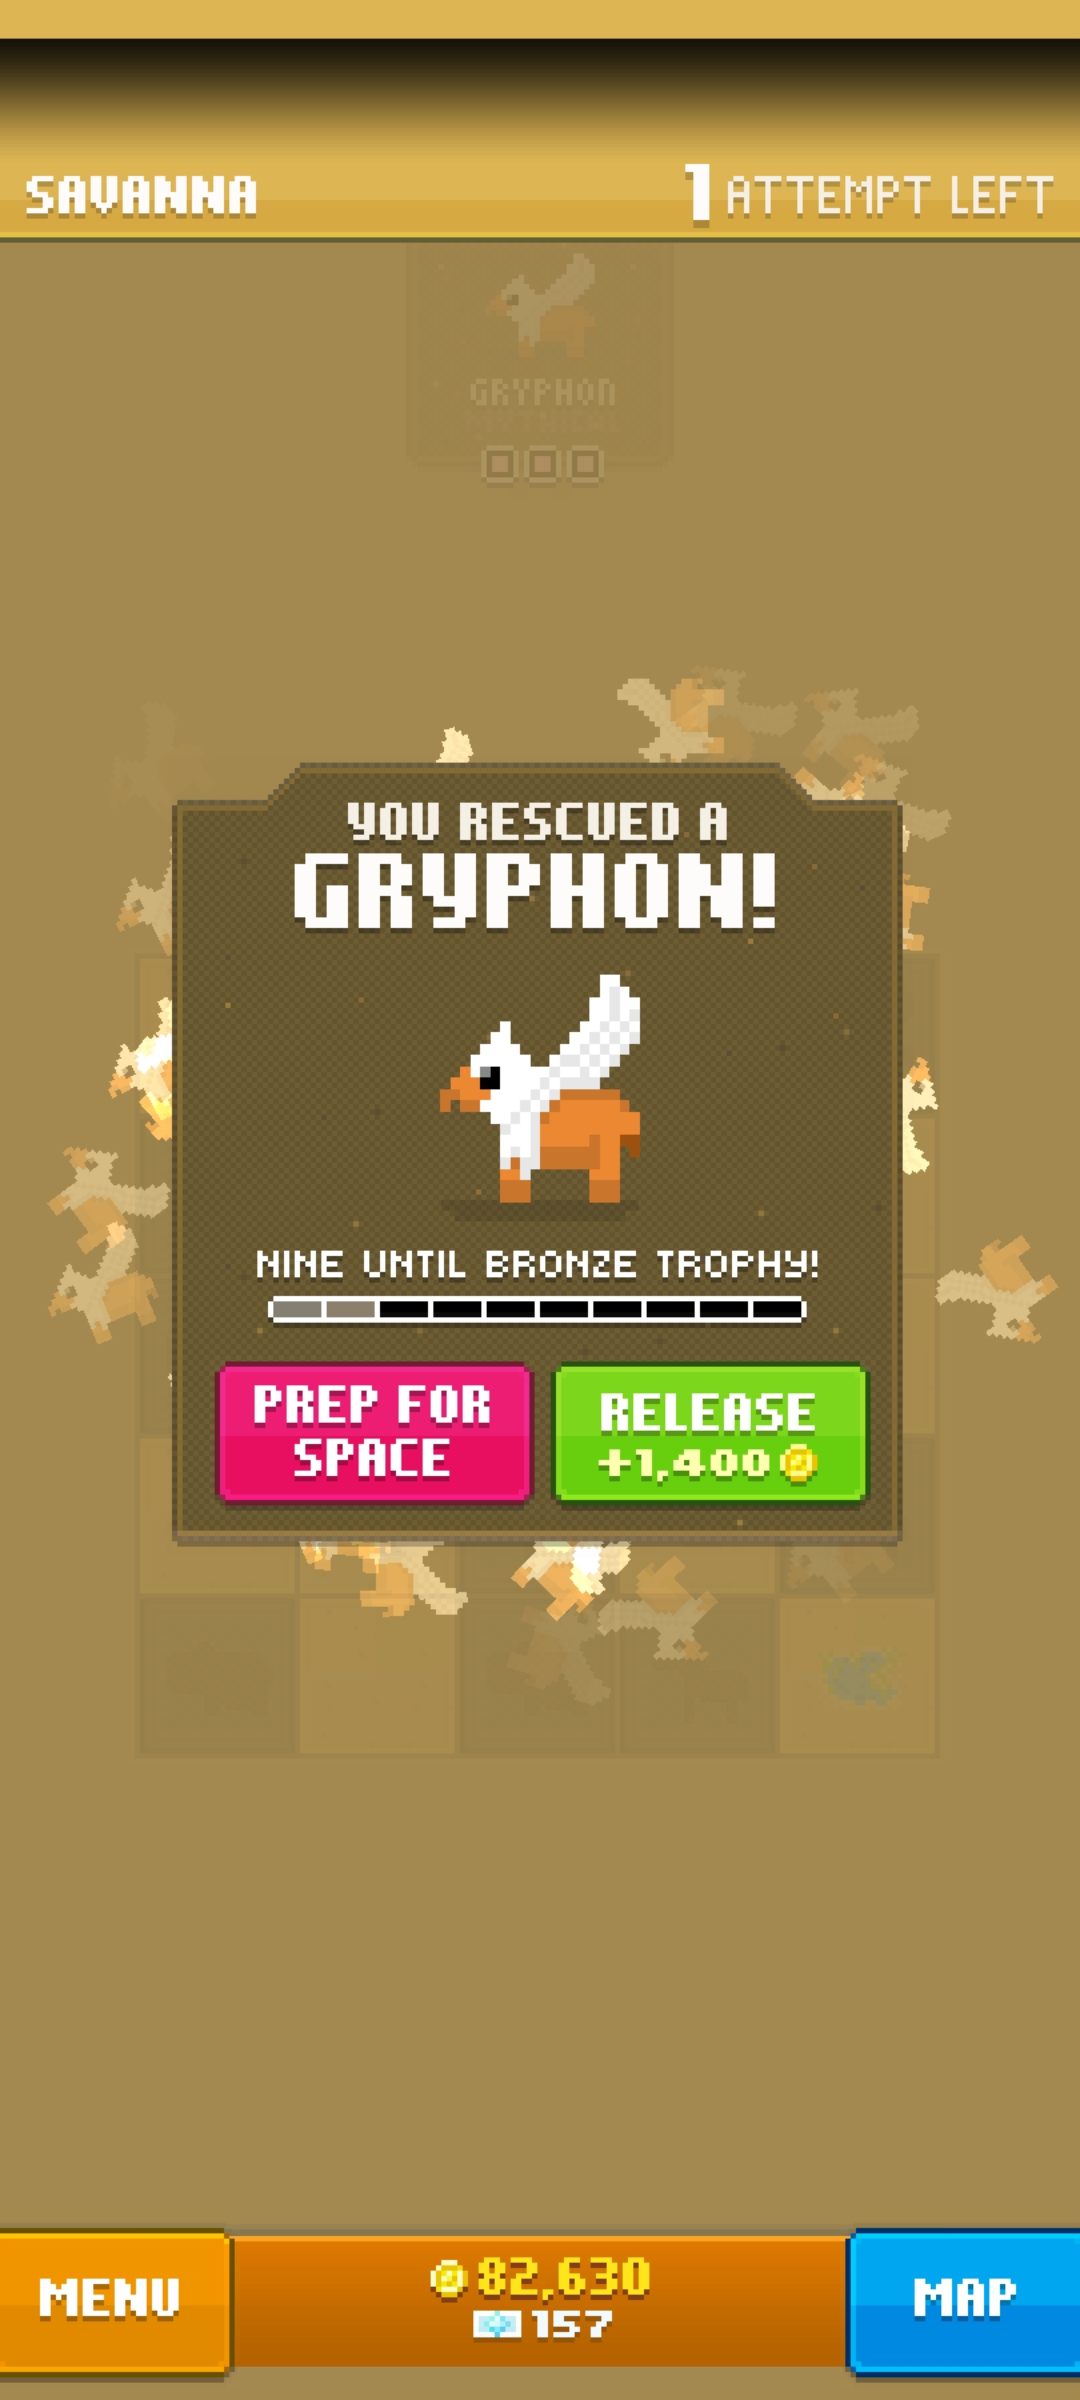 SAVANNA
1 ATTEMPT LEFT
GRYPHON
MYTHICAL
YOU RESCUED A
GRYPHON!
NINE UNTIL BRONZE TROPHY!
PREP FOR
SPACE
RELEASE
+1,400
MENU
82,630
157
MAP